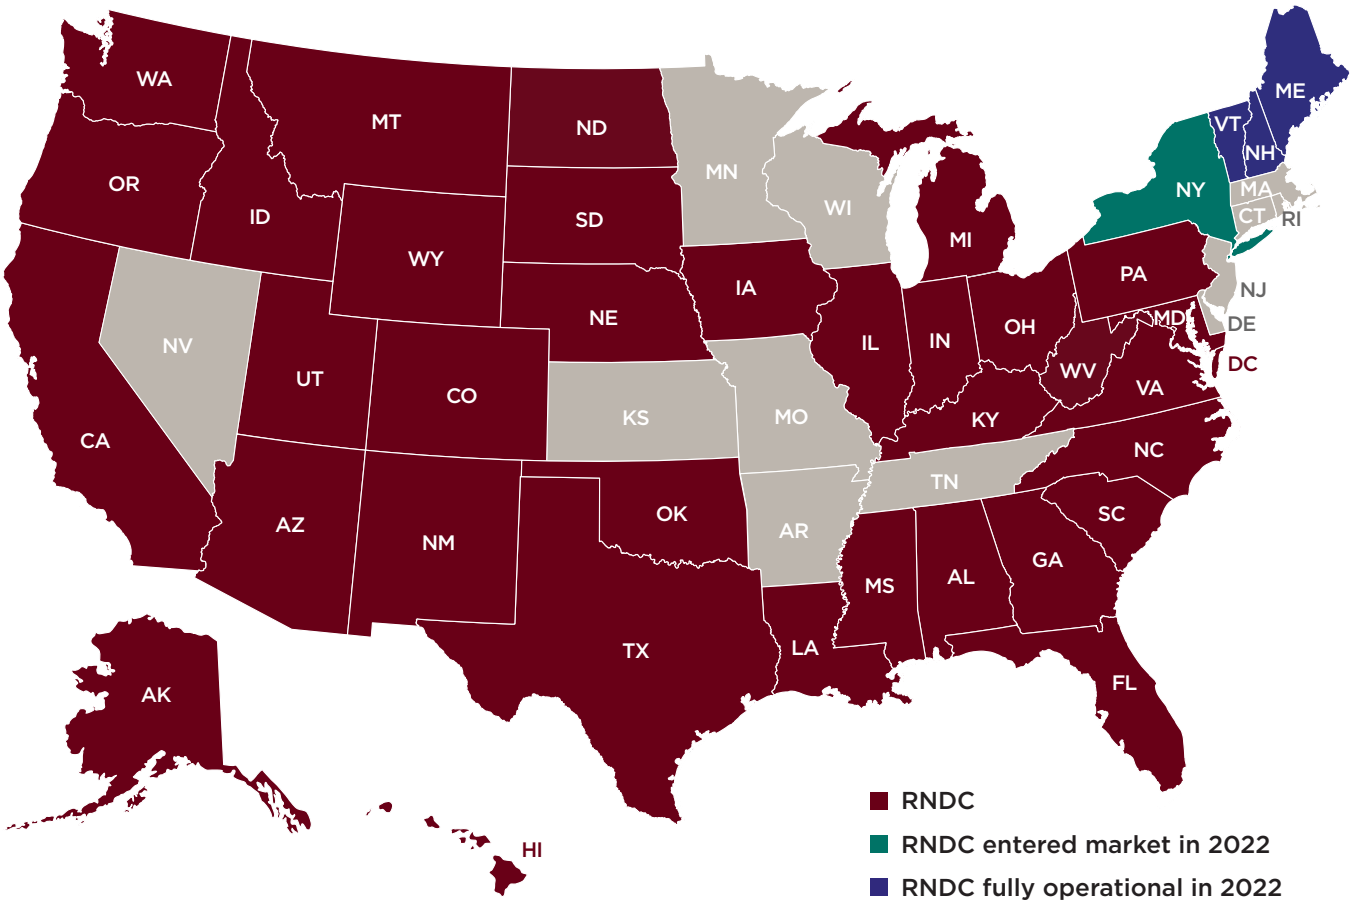 WA
MT
ND
MN
ME
VT
NH
OR
ID
SD
WI
NY
MA
CT
RI
WY
MI
IA
PA
NJ
NE
MD
DE
NV
IL
IN
OH
DC
UT
CO
WV
VA
KS
MO
KY
CA
NC
TN
AZ
NM
OK
AR
SC
MS
AL
GA
TX
LA
FL
AK
HI
RNDC
RNDC entered market in 2022
RNDC fully operational in 2022